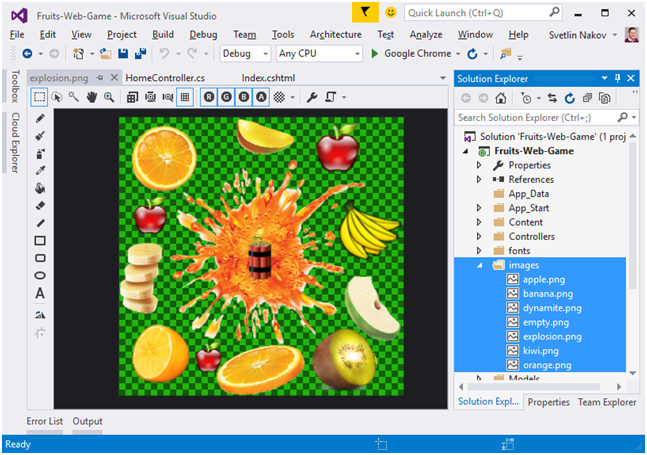 Fruits-Web-Game - Microsoft Visual Studio
Quick Launch (Ctrl+Q)
File Edit View Project Build Debug Team Tools Architecture Test Analyze Window Help Svetlin Nakov
Debug Any CPU Google Chrome
Toolbox
Cloud Explorer
explosion.png HomeController.cs Index.cshtml
R G B A
A
Solution Explorer
Search Solution Explorer (Ctrl+;)
Solution 'Fruits-Web-Game' (1 proj
Fruits-Web-Game
Properties
References
App_Data
App_Start
Content
Controllers
fonts
images
apple.png
banana.png
dynamite.png
empty.png
explosion.png
kiwi.png
orange.png
Models
Solution Expl... Properties Team Explorer
Error List Output
Ready